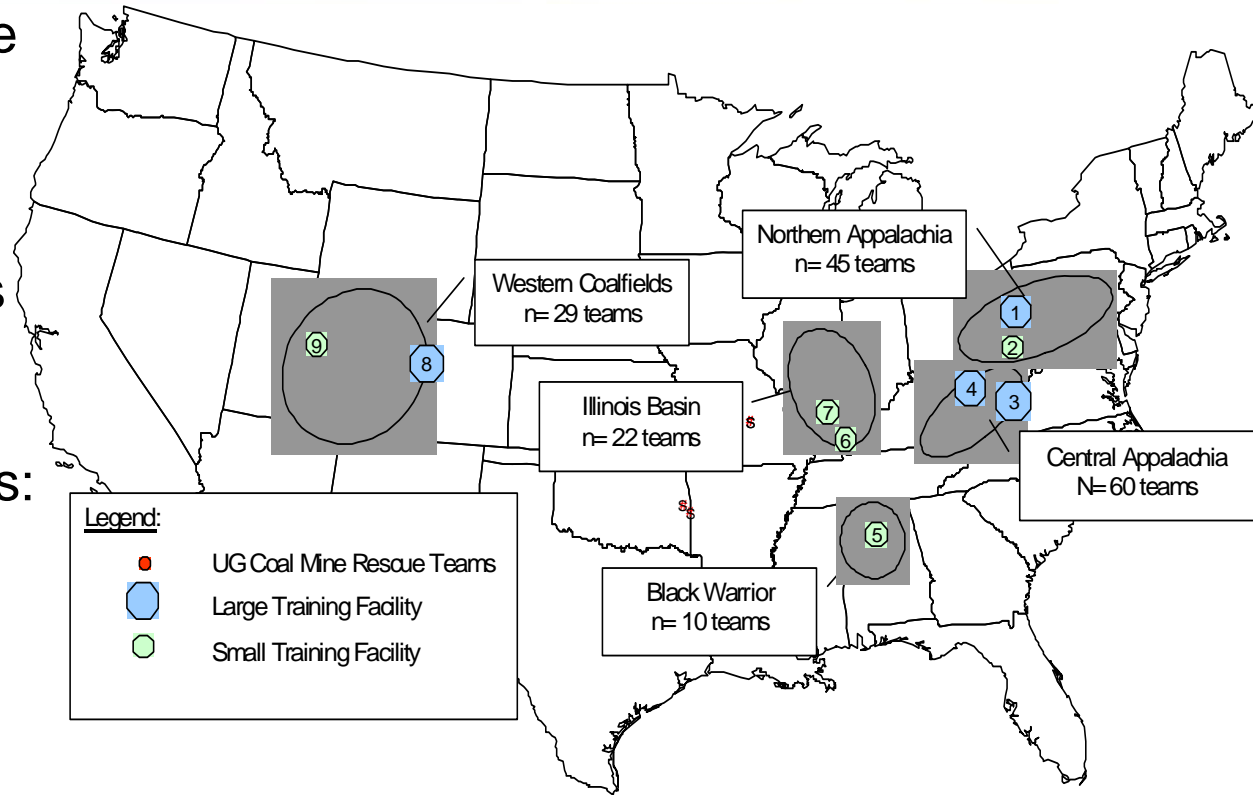 e
Northern Appalachia
n= 45 teams
Western Coalfields
n= 29 teams
s
1
2
9
8
4
3
Illinois Basin
n= 22 teams
7
6
$
Central Appalachia
N= 60 teams
s:
Legend:
UG Coal Mine Rescue Teams
Large Training Facility
Small Training Facility
$
$
5
Black Warrior
n= 10 teams